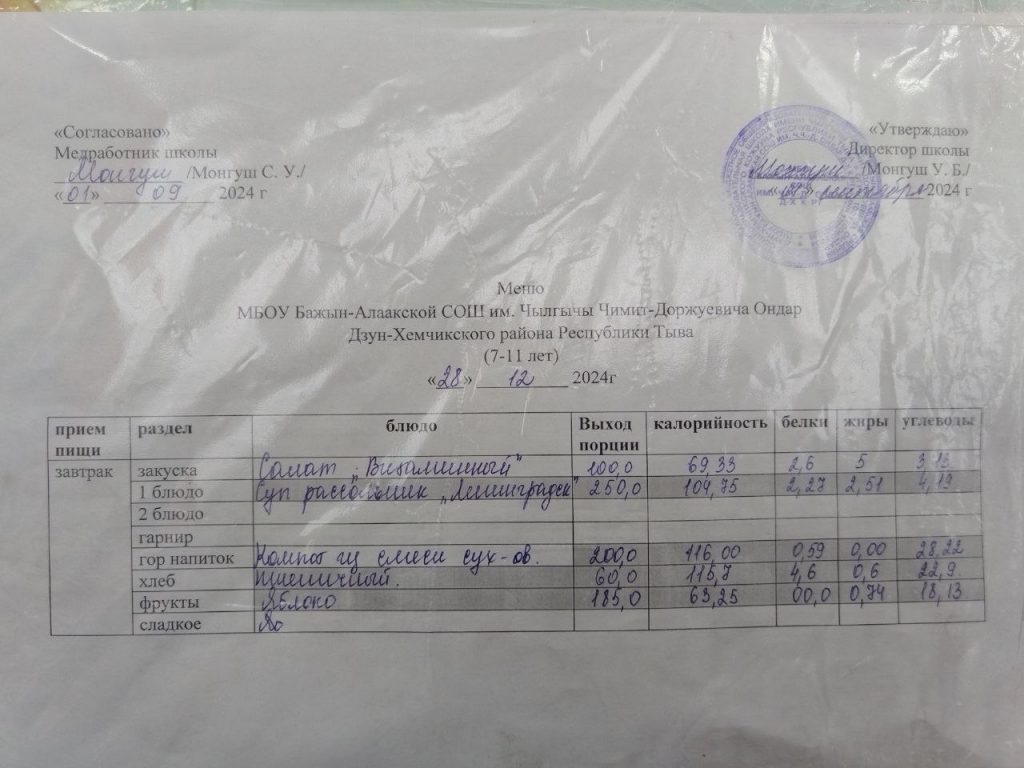 «Согласовано»
«Утверждаю»
Медработник школы
Директор школы
Монгуш /Монгуш С. У./
/Монгуш У. Б./
«01» 09 2024 г
сентября 2024 г
Меню
МБОУ Бажын-Алаакской СОШ им. Чылгычы Чимит-Доржуевича Ондар
Дзун-Хемчикского района Республики Тыва
(7-11 лет)
«28» 12 2024г
прием пищи раздел блюдо Выход порции калорийность белки жиры углеводы
завтрак закуска Салат „Витаминный" 100,0 69 33 2,6 5 3 13
1 блюдо Суп рассольник „Ленинградск" 250,0 104,75 2,27 2,51 4,19
2 блюдо
гарнир
гор напиток Компот из смеси сух-ов. 200,0 116,00 0,59 0,00 28,22
хлеб пшеничный. 60,0 115,7 4,6 0,6 22,9
фрукты Яблоко 185,0 63,25 00,0 0,74 18,13
сладкое